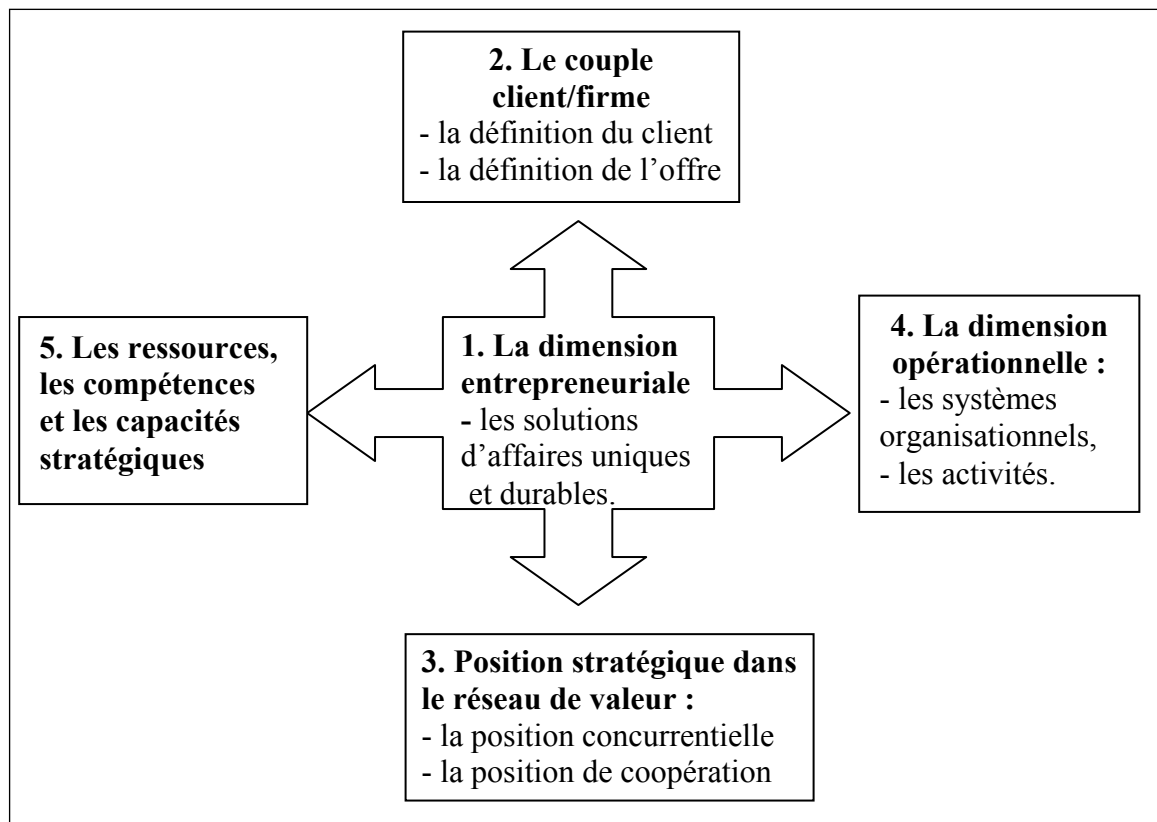 2. Le couple
client/firme
- la définition du client
- la définition de l’offre
5. Les ressources,
les compétences
et les capacités
stratégiques
1. La dimension
entrepreneuriale
- les solutions
d’affaires uniques
et durables.
4. La dimension
opérationnelle :
- les systèmes
organisationnels,
- les activités.
3. Position stratégique dans
le réseau de valeur :
- la position concurrentielle
- la position de coopération